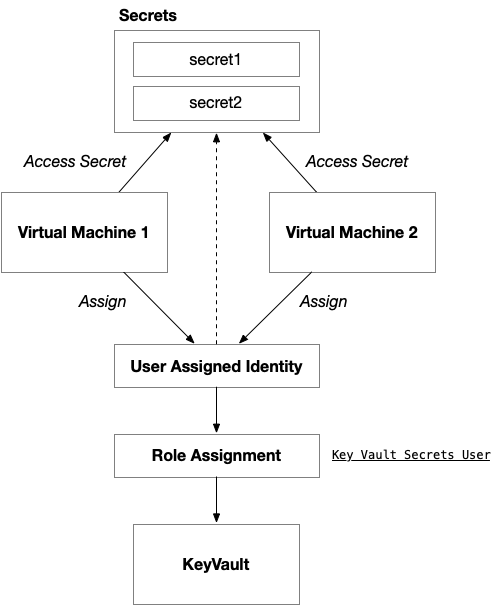 Secrets
secret1
secret2
Access Secret
Access Secret
Virtual Machine 1
Virtual Machine 2
Assign
Assign
User Assigned Identity
Role Assignment
Key Vault Secrets User
KeyVault